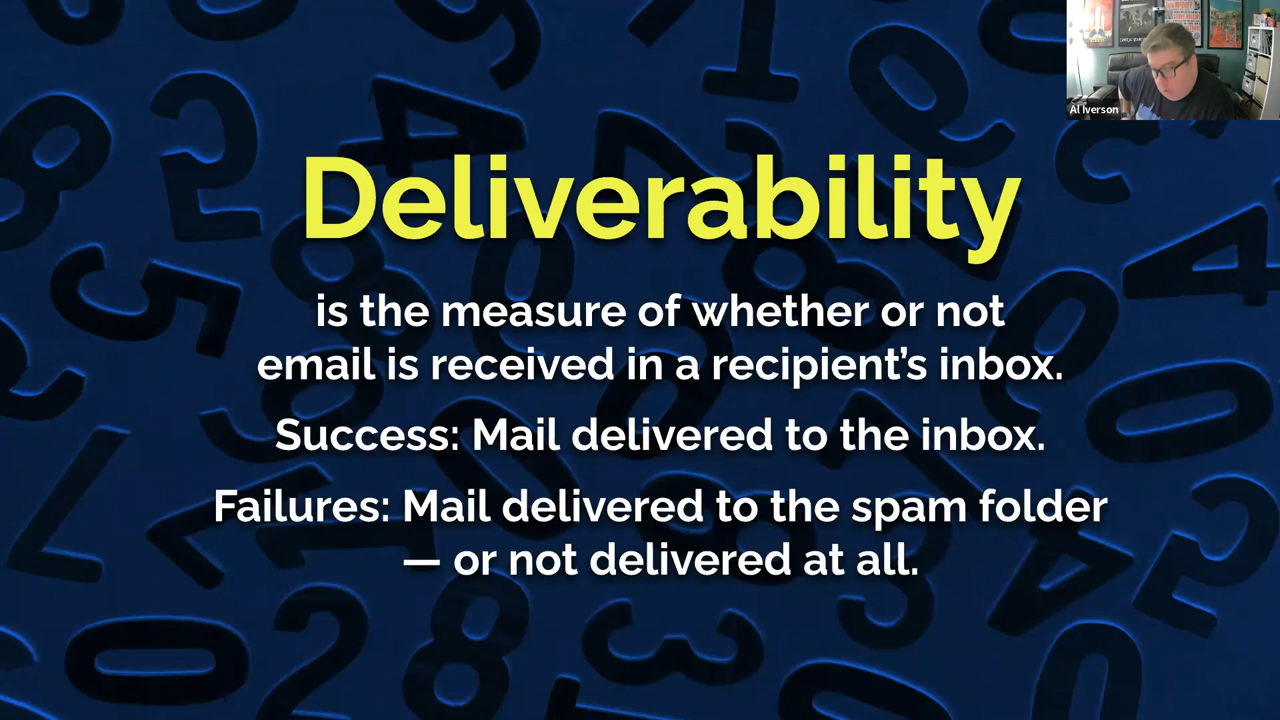 Al Iverson
Deliverability
is the measure of whether or not
email is received in a recipient’s inbox.
Success: Mail delivered to the inbox.
Failures: Mail delivered to the spam folder
— or not delivered at all.